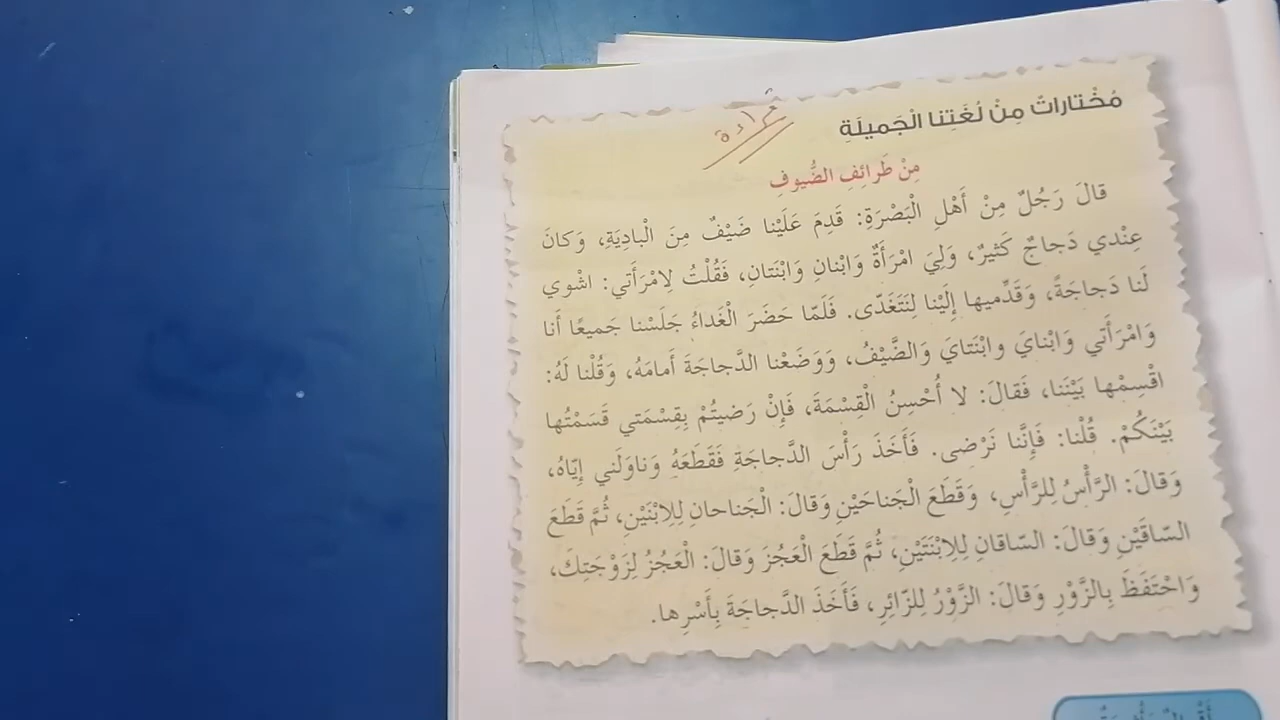 مُخْتاراتٌ مِنْ لُغَتِنا الْجَميلَةِ
قراءة
مِنْ طَرائِفِ الضُّيوفِ
قالَ رَجُلٌ مِنْ أَهْلِ الْبَصْرَةِ: قَدِمَ عَلَيْنا ضَيْفٌ مِنَ الْبادِيَةِ، وَكانَ
عِنْدي دَجاجٌ كَثيرٌ، وَلِيَ امْرَأَةٌ وَابْنانِ وَابْنَتانِ، فَقُلْتُ لِامْرَأَتي: اشْوي
لَنا دَجاجَةً، وَقَدِّميها إِلَيْنا لِنَتَغَدّى. فَلَمّا حَضَرَ الْغَداءُ جَلَسْنا جَميعًا أَنا
وَامْرَأَتي وَابْنايَ وابْنَتايَ وَالضَّيْفُ، وَوَضَعْنا الدَّجاجَةَ أَمامَهُ، وَقُلْنا لَهُ:
اقْسِمْها بَيْنَنا، فَقالَ: لا أُحْسِنُ الْقِسْمَةَ، فَإِنْ رَضيتُمْ بِقِسْمَتي قَسَمْتُها
بَيْنَكُمْ. قُلْنا: فَإِنَّنا نَرْضى. فَأَخَذَ رَأْسَ الدَّجاجَةِ فَقَطَعَهُ وَناوَلَني إِيّاهُ،
وَقالَ: الرَّأْسُ لِلرَّأْسِ، وَقَطَعَ الْجَناحَيْنِ وَقالَ: الْجَناحانِ لِلِابْنَيْنِ، ثُمَّ قَطَعَ
السّاقَيْنِ وَقالَ: السّاقانِ لِلِابْنَتَيْنِ، ثُمَّ قَطَعَ الْعَجُزَ وَقالَ: الْعَجُزُ لِزَوْجَتِكَ،
وَاحْتَفَظَ بِالزَّوْرِ وَقالَ: الزَّوْرُ لِلزّائِرِ، فَأَخَذَ الدَّجاجَةَ بِأَسْرِها.